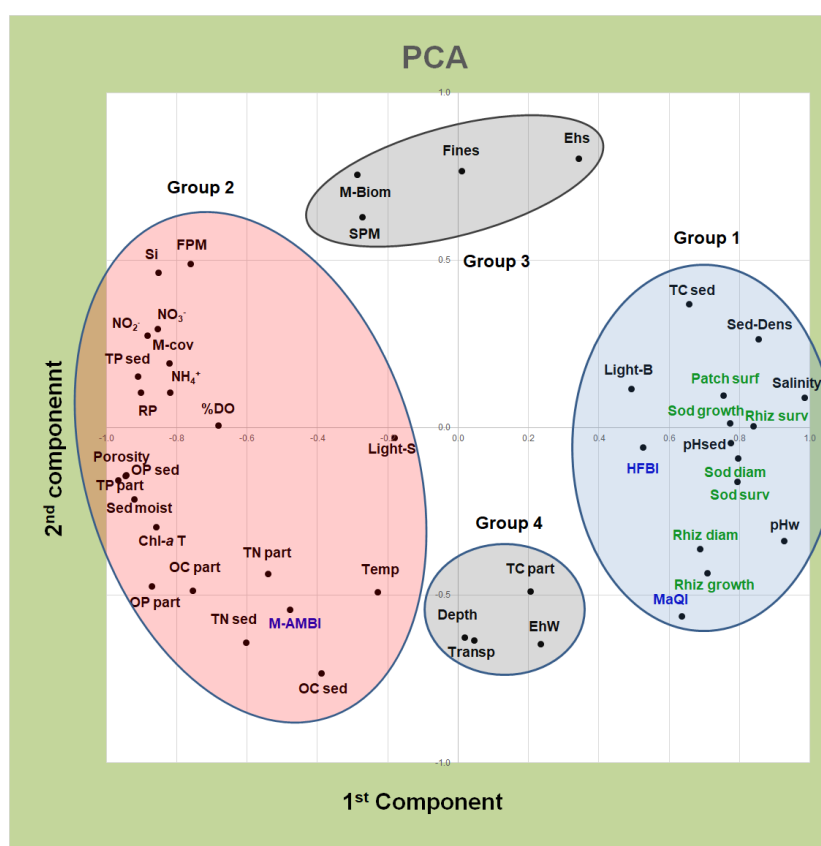 PCA
1.0
Ehs
Fines
M-Biom
Group 2
SPM
Group 1
FPM
Si
0.5
Group 3
TC sed
NO₃⁻
NO₂⁻
Sed-Dens
M-cov
TP sed
Light-B
NH₄⁺
Patch surf
Salinity
RP
%DO
Sod growth
Rhiz surv
-1.0 -0.8 -0.6 -0.4 -0.2 0.0 0.0 0.2 0.4 0.6 0.8 1.0
Light-S
pHsed
Porosity
OP sed
HFBI
Sod diam
TP part
Sod surv
Sed moist
Group 4
pHw
Chl-a T
Rhiz diam
TN part
OC part
Temp
TC part
-0.5
Rhiz growth
OP part
MaQI
TN sed
M-AMBI
Depth
EhW
Transp
OC sed
-1.0
1st Component
2nd componennt